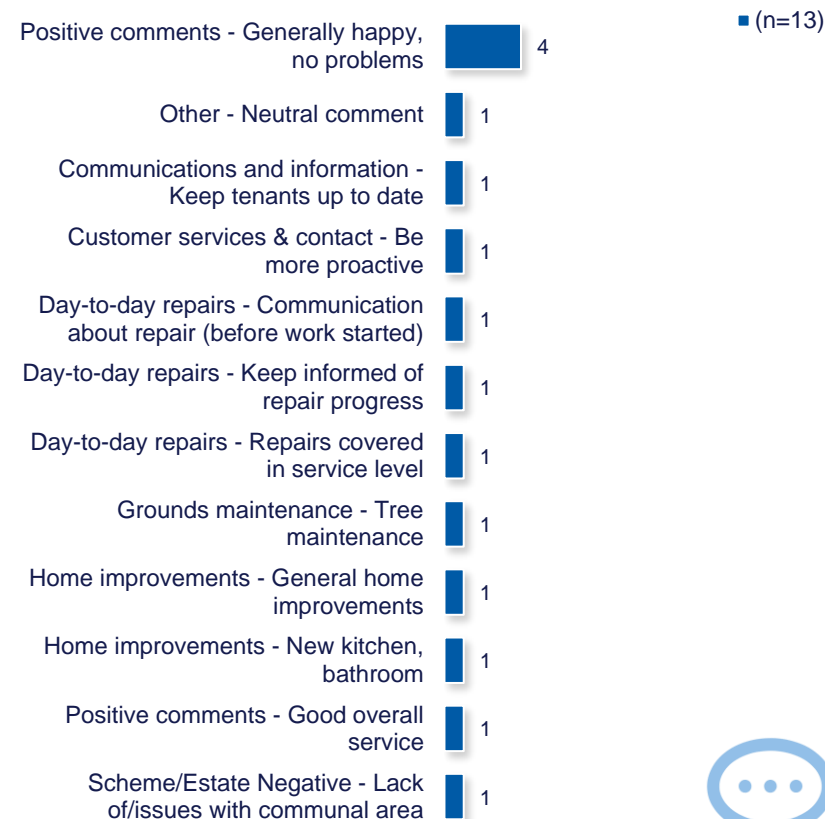 (n=13)
Positive comments - Generally happy,
no problems
4
Other - Neutral comment
1
Communications and information -
Keep tenants up to date
1
Customer services & contact - Be
more proactive
1
Day-to-day repairs - Communication
about repair (before work started)
1
Day-to-day repairs - Keep informed of
repair progress
1
Day-to-day repairs - Repairs covered
in service level
1
Grounds maintenance - Tree
maintenance
1
Home improvements - General home
improvements
1
Home improvements - New kitchen,
bathroom
1
Positive comments - Good overall
service
1
Scheme/Estate Negative - Lack
of/issues with communal area
1